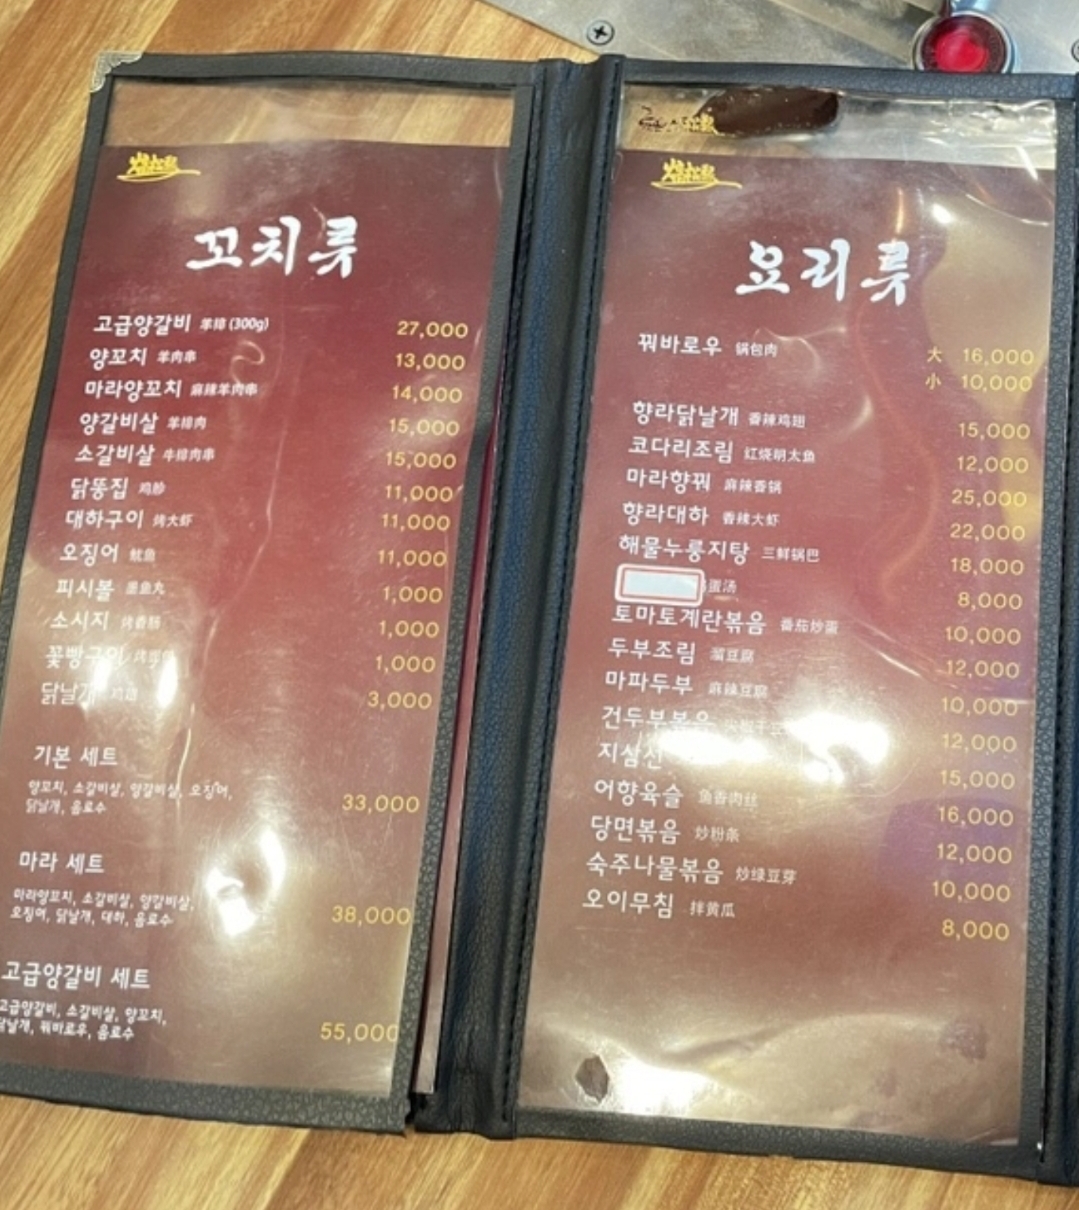 꼬치류
고급양갈비 羊排 (300g) 27,000
양꼬치 羊肉串 13,000
마라양꼬치 麻辣羊肉串 14,000
양갈비살 羊排肉 15,000
소갈비살 牛排肉串 15,000
닭똥집 鸡胗 11,000
대하구이 烤大虾 11,000
오징어 鱿鱼 11,000
피시볼 墨鱼丸 1,000
소시지 烤香肠 1,000
꽃빵구이 1,000
닭날개 鸡翅 3,000
기본 세트
양꼬치, 소갈비살, 양갈비살, 오징어,
닭날개, 음료수 33,000
마라 세트
마라양꼬치, 소갈비살, 양갈비살,
오징어, 닭날개, 대하, 음료수 38,000
고급양갈비 세트
고급양갈비, 소갈비살, 양꼬치,
닭날개, 꿔바로우, 음료수 55,000
요리류
꿔바로우 锅包肉 大 16,000
小 10,000
향라닭날개 香辣鸡翅 15,000
코다리조림 红烧明太鱼 12,000
마라향꿔 麻辣香锅 25,000
향라대하 香辣大虾 22,000
해물누룽지탕 三鲜锅巴 18,000
蛋汤 8,000
토마토계란볶음 番茄炒蛋 10,000
두부조림 溜豆腐 12,000
마파두부 麻辣豆腐 10,000
건두부볶음 12,000
지삼선 15,000
어향육슬 鱼香肉丝 16,000
당면볶음 炒粉条 12,000
숙주나물볶음 炒绿豆芽 10,000
오이무침 拌黄瓜 8,000